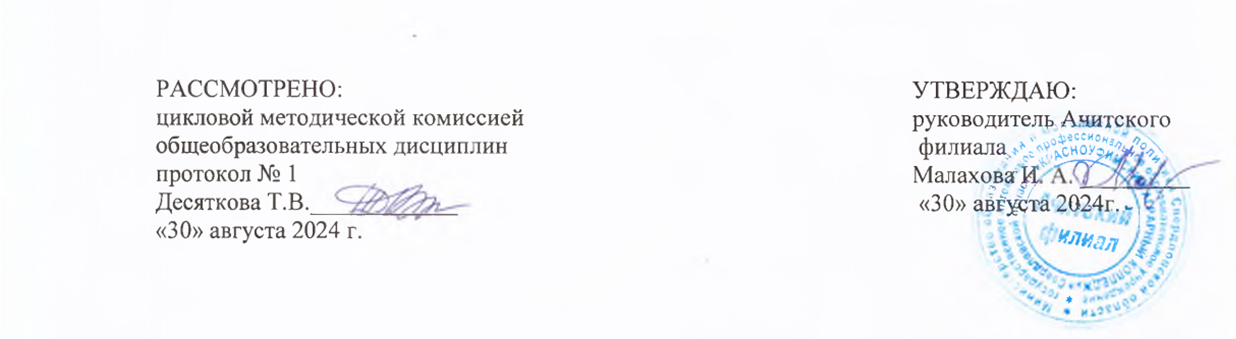 РАССМОТРЕНО:
цикловой методической комиссией
общеобразовательных дисциплин
протокол № 1
Десяткова Т.В.
«30» августа 2024 г.
УТВЕРЖДАЮ:
руководитель Ачитского
филиала
Малахова И. А.
«30» августа 2024г.
филиал